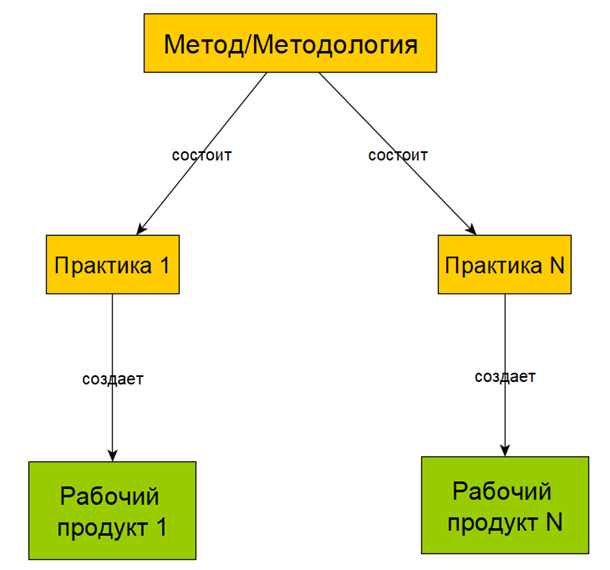 Метод/Методология
состоит
состоит
Практика 1
Практика N
создает
создает
Рабочий
продукт 1
Рабочий
продукт N